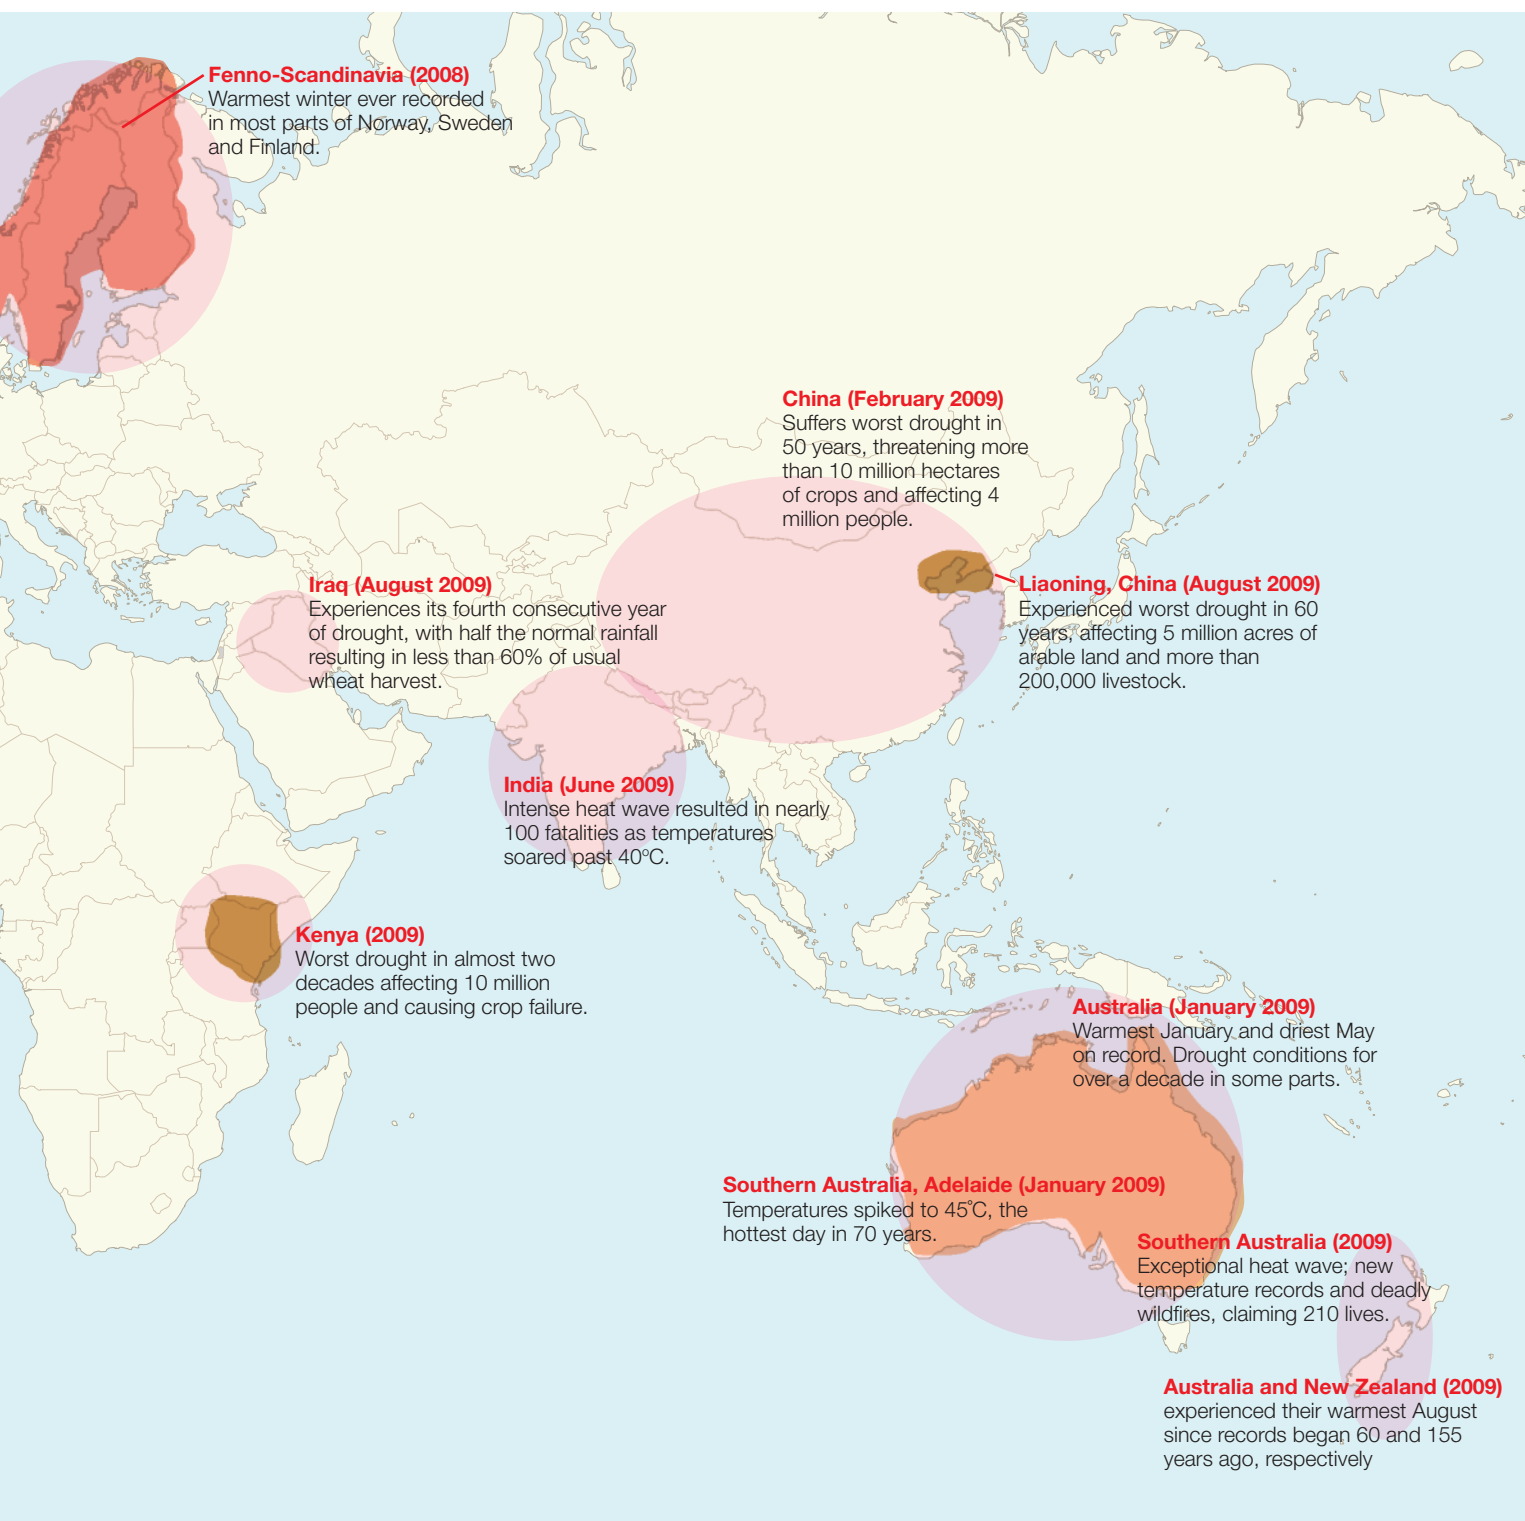 Fenno-Scandinavia (2008)
Warmest winter ever recorded
in most parts of Norway, Sweden
and Finland.
China (February 2009)
Suffers worst drought in
50 years, threatening more
than 10 million hectares
of crops and affecting 4
million people.
Iraq (August 2009)
Experiences its fourth consecutive year
of drought, with half the normal rainfall
resulting in less than 60% of usual
wheat harvest.
Liaoning, China (August 2009)
Experienced worst drought in 60
years, affecting 5 million acres of
arable land and more than
200,000 livestock.
India (June 2009)
Intense heat wave resulted in nearly
100 fatalities as temperatures
soared past 40ºC.
Kenya (2009)
Worst drought in almost two
decades affecting 10 million
people and causing crop failure.
Australia (January 2009)
Warmest January and driest May
on record. Drought conditions for
over a decade in some parts.
Southern Australia, Adelaide (January 2009)
Temperatures spiked to 45˚C, the
hottest day in 70 years.
Southern Australia (2009)
Exceptional heat wave; new
temperature records and deadly
wildfires, claiming 210 lives.
Australia and New Zealand (2009)
experienced their warmest August
since records began 60 and 155
years ago, respectively